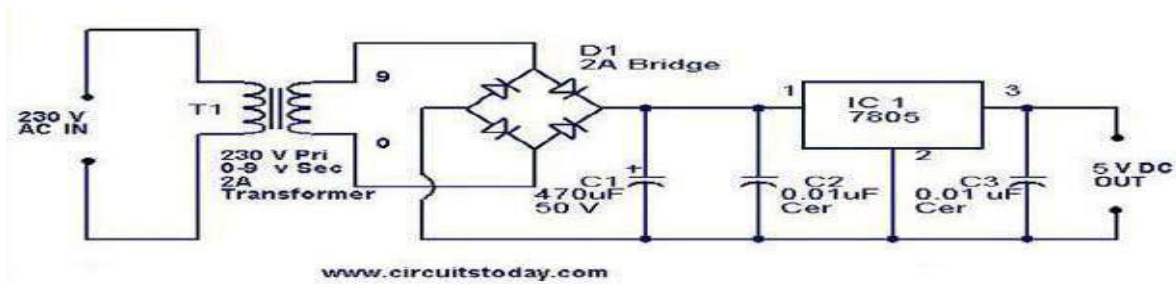 230 V
AC IN
T1
9
0
230 V Pri
0-9 v Sec
2A
Transformer
D1
2A Bridge
C1
470uF
50 V
+
C2
0.01uF
Cer
1
IC 1
7805
3
2
C3
0.01 uF
Cer
5 V DC
OUT
www.circuitstoday.com